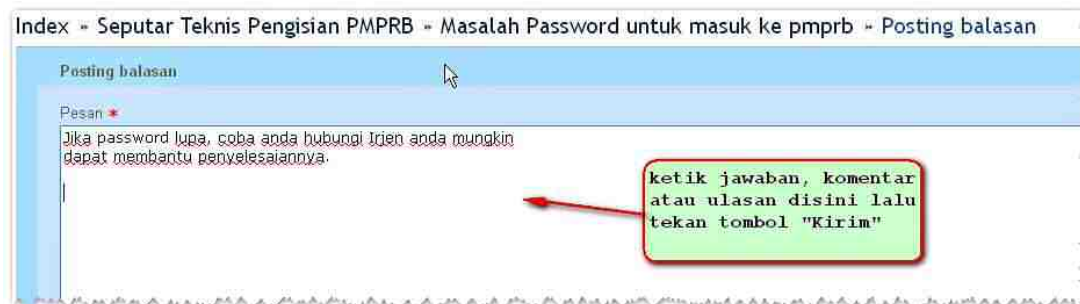 Index » Seputar Teknis Pengisian PMPRB » Masalah Password untuk masuk ke pmprb » Posting balasan
Posting balasan
Pesan *
Jika password lupa, coba anda hubungi Irjen anda mungkin
dapat membantu penyelesaiannya.
ketik jawaban, komentar
atau ulasan disini lalu
tekan tombol "Kirim"